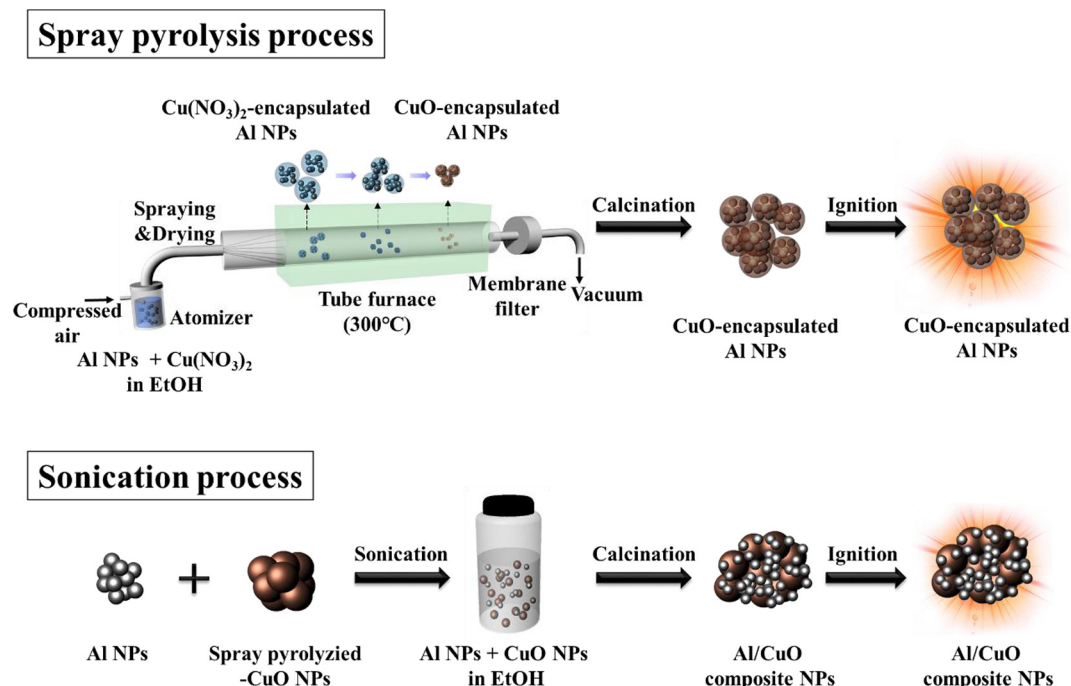 Spray pyrolysis process
Cu(NO₃)₂-encapsulated
Al NPs
CuO-encapsulated
Al NPs
Spraying
&Drying
Compressed
air
Atomizer
Al NPs + Cu(NO₃)₂
in EtOH
Tube furnace
(300°C)
Membrane
filter
Vacuum
Calcination
CuO-encapsulated
Al NPs
Ignition
CuO-encapsulated
Al NPs
Sonication process
Al NPs
+
Spray pyrolyzied
-CuO NPs
Sonication
Al NPs + CuO NPs
in EtOH
Calcination
Al/CuO
composite NPs
Ignition
Al/CuO
composite NPs